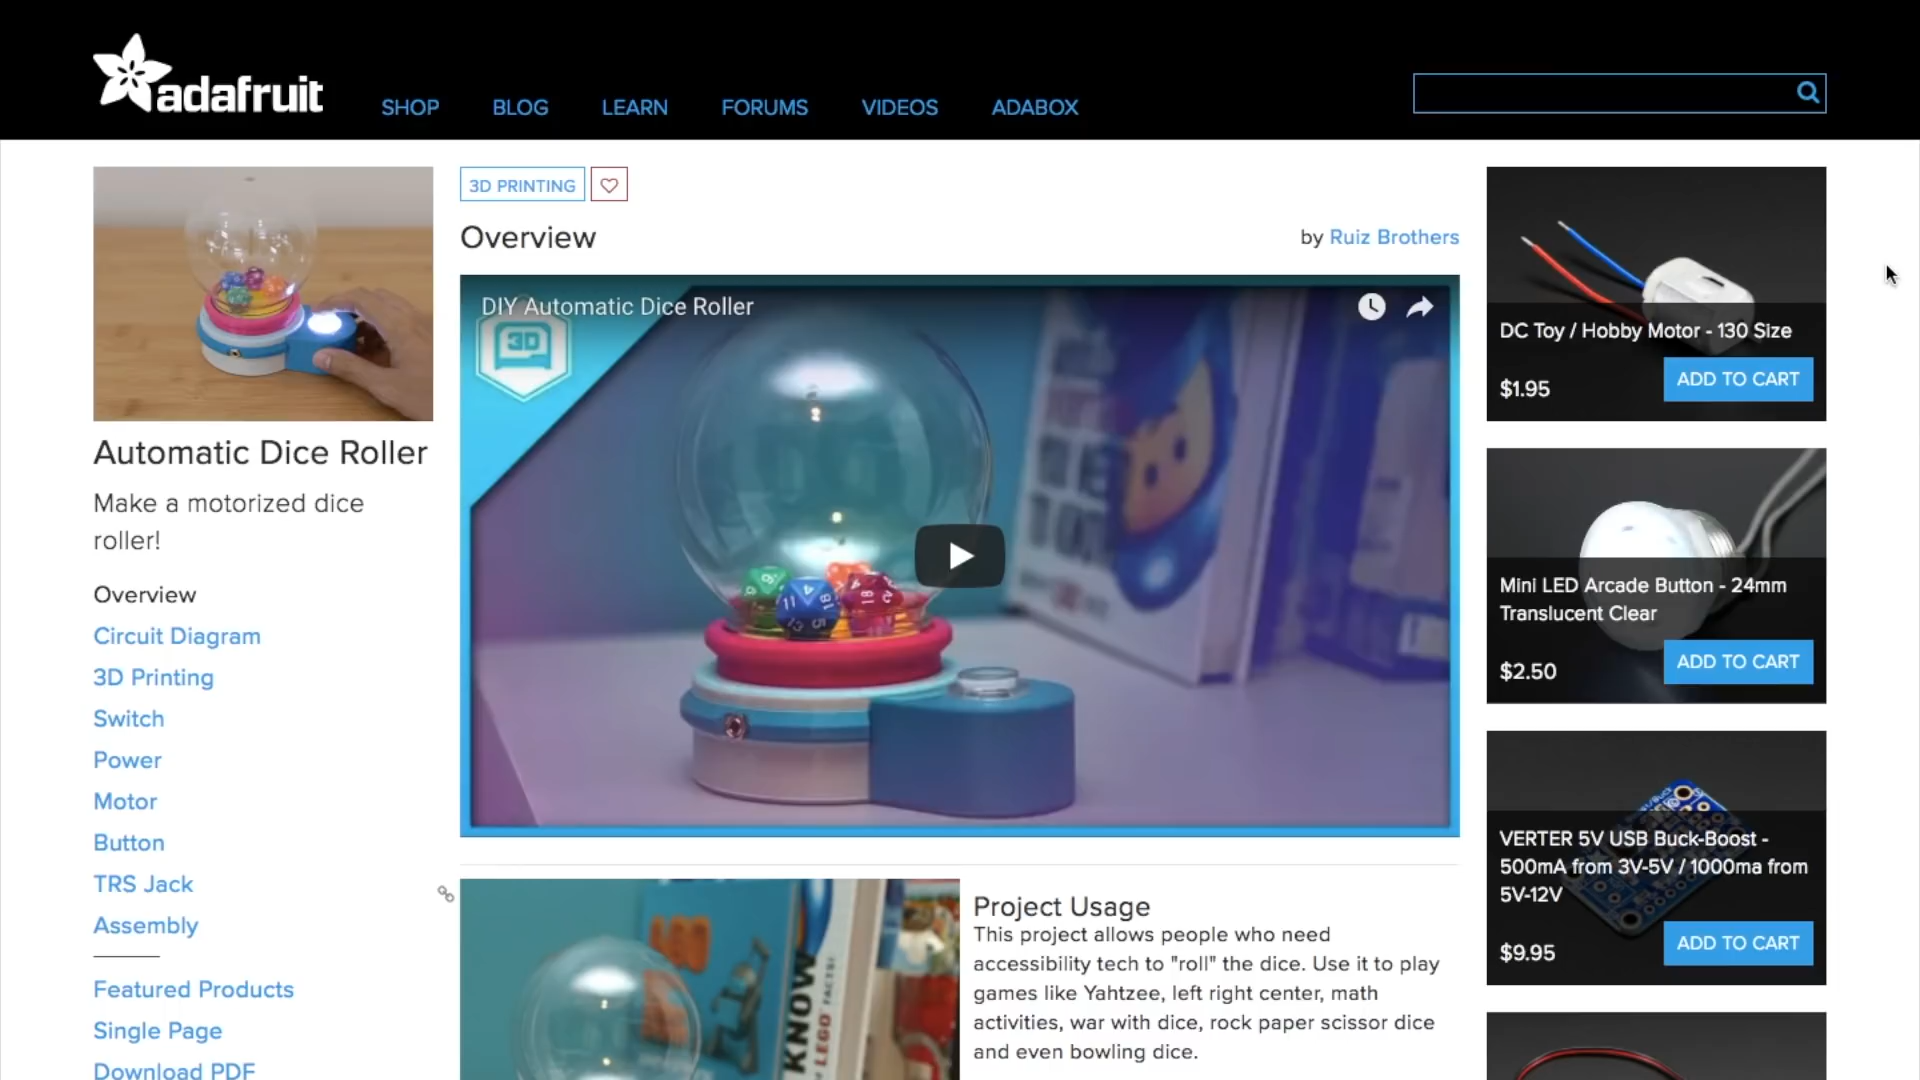 adafruit
SHOP BLOG LEARN FORUMS VIDEOS ADABOX
Automatic Dice Roller
Make a motorized dice
roller!
Overview
Circuit Diagram
3D Printing
Switch
Power
Motor
Button
TRS Jack
Assembly
Featured Products
Single Page
Download PDF
3D PRINTING
Overview
by Ruiz Brothers
DIY Automatic Dice Roller
3D
Project Usage
This project allows people who need
accessibility tech to "roll" the dice. Use it to play
games like Yahtzee, left right center, math
activities, war with dice, rock paper scissor dice
and even bowling dice.
KNOW
LEGO FACTS!
DC Toy / Hobby Motor - 130 Size
$1.95
ADD TO CART
Mini LED Arcade Button - 24mm
Translucent Clear
$2.50
ADD TO CART
VERTER 5V USB Buck-Boost -
500mA from 3V-5V / 1000ma from
5V-12V
$9.95
ADD TO CART